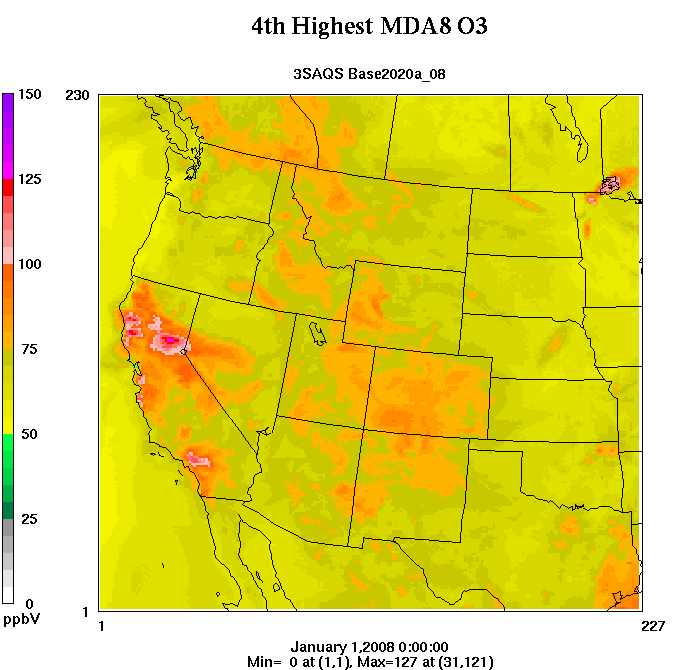 4th Highest MDA8 O3
3SAQS Base2020a_08
150
125
100
75
50
25
0
ppbV
230
1
1
227
January 1,2008 0:00:00
Min= 0 at (1,1), Max=127 at (31,121)